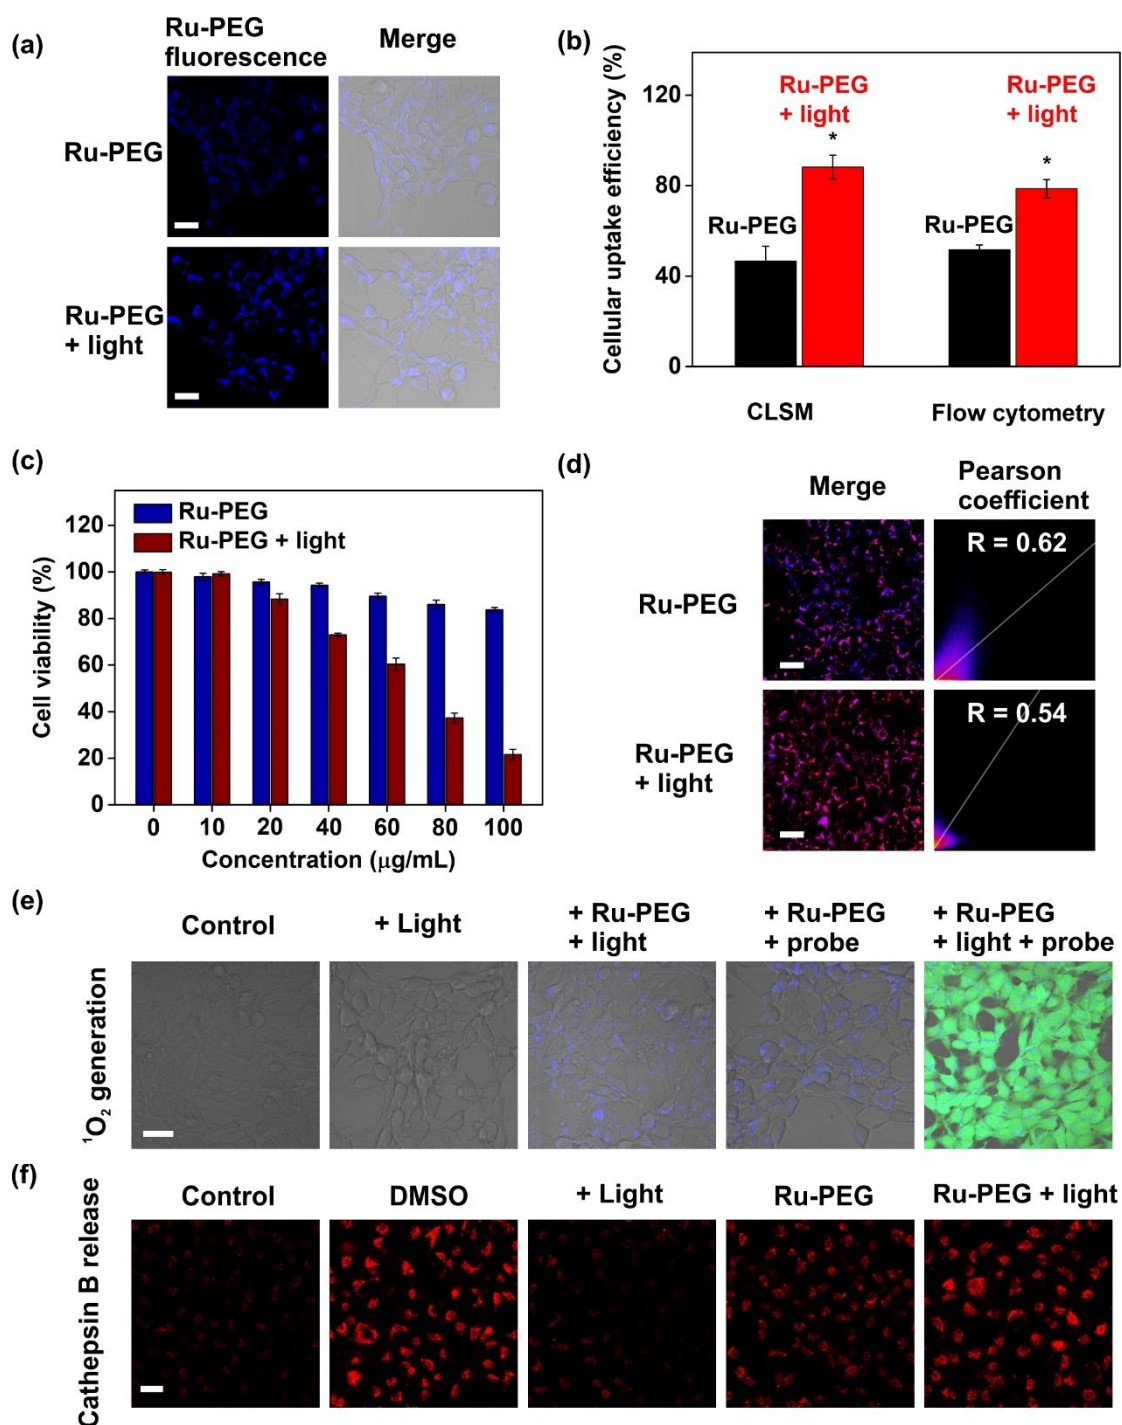 (a)
Ru-PEG
fluorescence
Merge
Ru-PEG
Ru-PEG
+ light
(b)
Cellular uptake efficiency (%)
120
80
40
0
Ru-PEG
Ru-PEG
+ light
*
Ru-PEG
Ru-PEG
+ light
*
CLSM
Flow cytometry
(c)
Cell viability (%)
120
100
80
60
40
20
0
Ru-PEG
Ru-PEG + light
0 10 20 40 60 80 100
Concentration (μg/mL)
(d)
Merge
Pearson
coefficient
Ru-PEG
R = 0.62
Ru-PEG
+ light
R = 0.54
(e)
Control
+ Light
+ Ru-PEG
+ light
+ Ru-PEG
+ probe
+ Ru-PEG
+ light + probe
¹O₂ generation
(f)
Control
DMSO
+ Light
Ru-PEG
Ru-PEG + light
Cathepsin B release